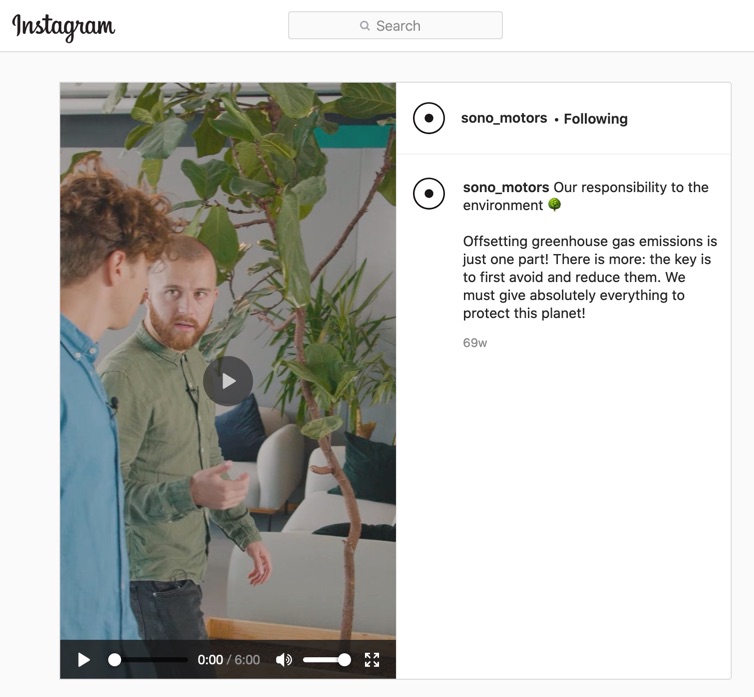 Instagram
Search
sono_motors • Following
sono_motors Our responsibility to the
environment 🌳
Offsetting greenhouse gas emissions is
just one part! There is more: the key is
to first avoid and reduce them. We
must give absolutely everything to
protect this planet!
69w
0:00 / 6:00